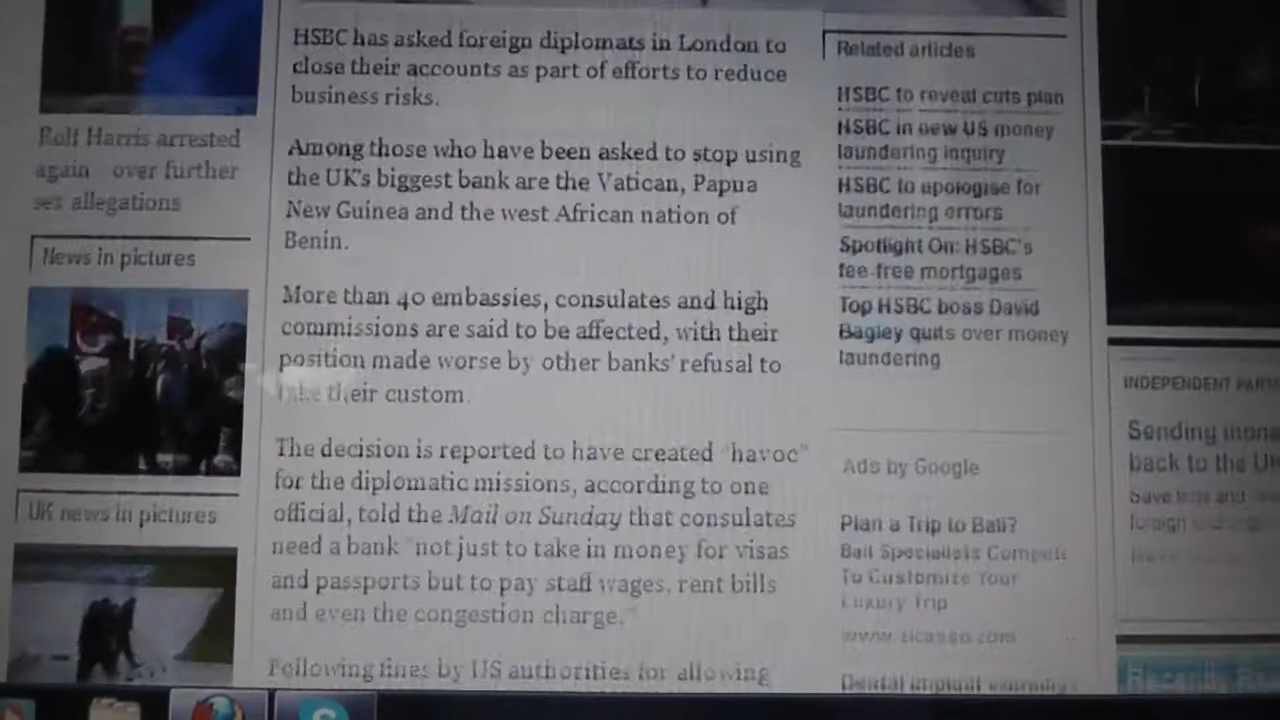 HSBC has asked foreign diplomats in London to
close their accounts as part of efforts to reduce
business risks.
Among those who have been asked to stop using
the UK's biggest bank are the Vatican, Papua
New Guinea and the west African nation of
Benin.
More than 40 embassies, consulates and high
commissions are said to be affected, with their
position made worse by other banks' refusal to
take their custom.
The decision is reported to have created "havoc"
for the diplomatic missions, according to one
official, told the Mail on Sunday that consulates
need a bank "not just to take in money for visas
and passports but to pay staff wages, rent bills
and even the congestion charge."
Following fines by US authorities for allowing
Rolf Harris arrested
again over further
sex allegations
News in pictures
UK news in pictures
Related articles
HSBC to reveal cuts plan
HSBC in new US money
laundering inquiry
HSBC to apologise for
laundering errors
Spotlight On: HSBC's
fee-free mortgages
Top HSBC boss David
Bagley quits over money
laundering
Ads by Google
Plan a Trip to Bali?
Bali Specialists Compete
To Customize Your
Luxury Trip
www.zicasso.com
Dental implant
INDEPENDENT
Sending
back to the
Save
foreign